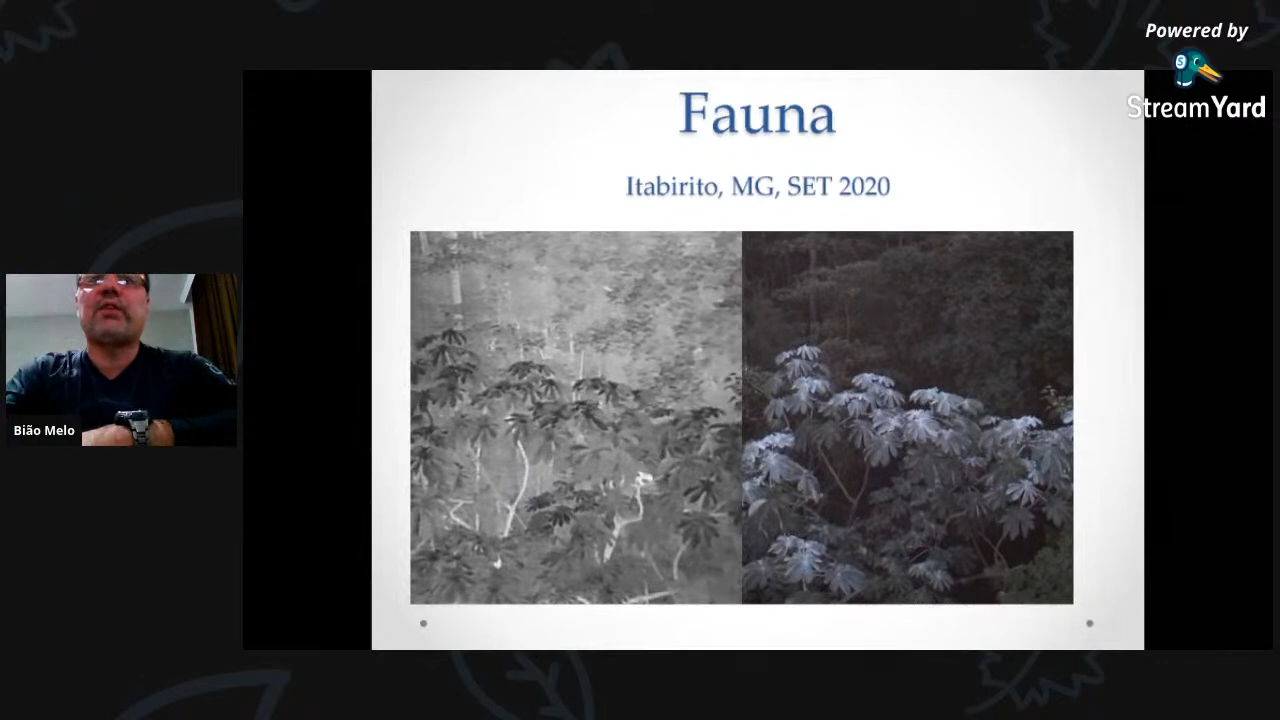 Powered by
StreamYard
Fauna
Itabirito, MG, SET 2020
Bião Melo